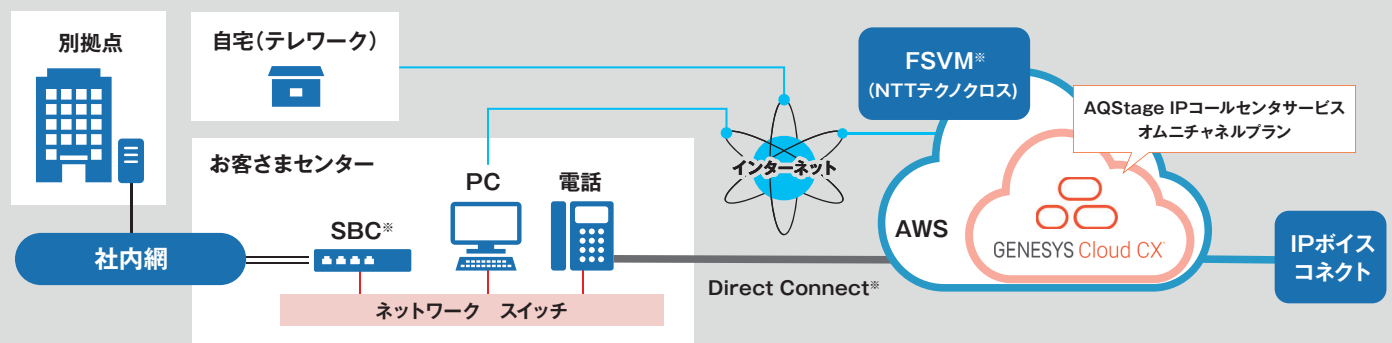 別拠点
自宅(テレワーク)
お客さまセンター
社内網
SBC※
PC
電話
ネットワーク スイッチ
インターネット
Direct Connect※
FSVM※
(NTTテクノクロス)
AQStage IPコールセンタサービス
オムニチャネルプラン
AWS
GENESYS Cloud CX
IPボイス
コネクト